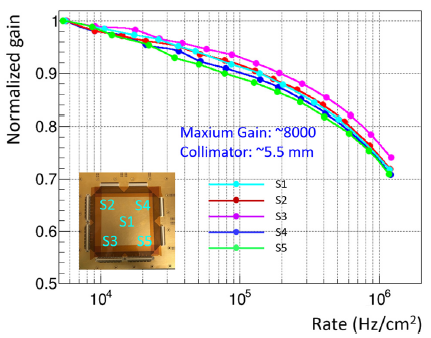 Normalized gain
1
0.9
0.8
0.7
0.6
0.5
Maxium Gain: ~8000
Collimator: ~5.5 mm
S2 S4
S1
S3 S5
S1
S2
S3
S4
S5
10⁴ 10⁵ 10⁶
Rate (Hz/cm²)